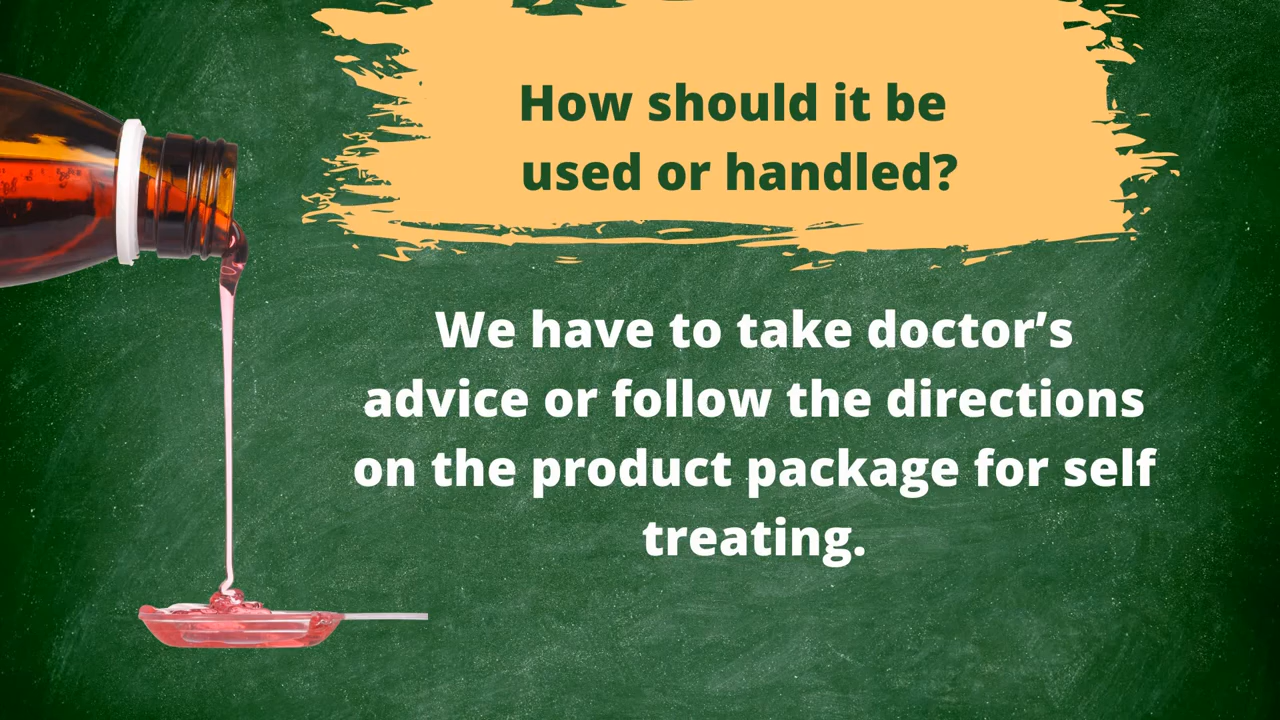 How should it be
used or handled?
We have to take doctor’s
advice or follow the directions
on the product package for self
treating.